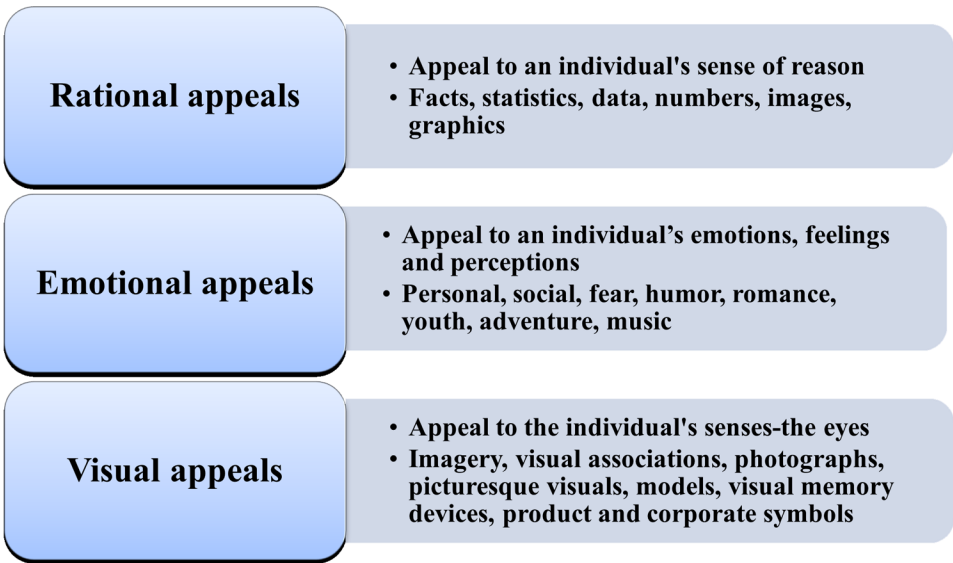 Rational appeals
• Appeal to an individual's sense of reason
• Facts, statistics, data, numbers, images,
graphics
Emotional appeals
• Appeal to an individual’s emotions, feelings
and perceptions
• Personal, social, fear, humor, romance,
youth, adventure, music
Visual appeals
• Appeal to the individual's senses-the eyes
• Imagery, visual associations, photographs,
picturesque visuals, models, visual memory
devices, product and corporate symbols